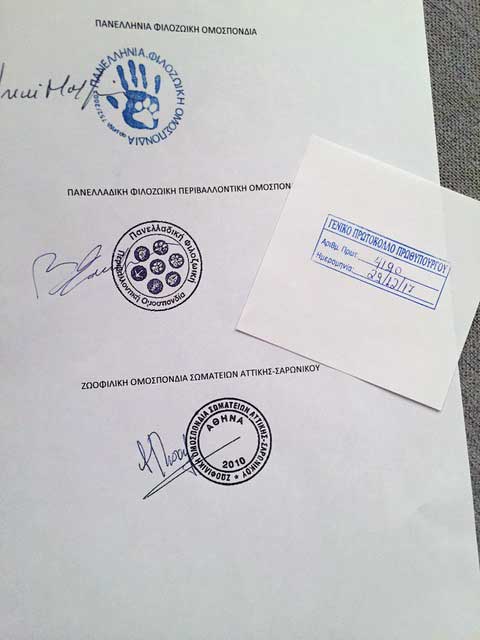 ΠΑΝΕΛΛΗΝΙΑ ΦΙΛΟΖΩΙΚΗ ΟΜΟΣΠΟΝΔΙΑ
ΠΑΝΕΛΛΗΝΙΑ ΦΙΛΟΖΩΙΚΗ ΟΜΟΣΠΟΝΔΙΑ
ΠΑΝΕΛΛΑΔΙΚΗ ΦΙΛΟΖΩΙΚΗ ΠΕΡΙΒΑΛΛΟΝΤΙΚΗ ΟΜΟΣΠΟΝ
Πανελλαδική Φιλοζωική
Περιβαλλοντική Ομοσπονδία
ΓΕΝΙΚΟ ΠΡΩΤΟΚΟΛΛΟ ΠΡΩΘΥΠΟΥΡΓΟΥ
Αριθμ. Πρωτ. 4190
Ημερομηνία: 29/12/17
ΖΩΟΦΙΛΙΚΗ ΟΜΟΣΠΟΝΔΙΑ ΣΩΜΑΤΕΙΩΝ ΑΤΤΙΚΗΣ-ΣΑΡΩΝΙΚΟΥ
ΖΩΟΦΙΛΙΚΗ ΟΜΟΣΠΟΝΔΙΑ ΣΩΜΑΤΕΙΩΝ ΑΤΤΙΚΗΣ-ΣΑΡΩΝΙΚΟΥ
ΑΘΗΝΑ
2010